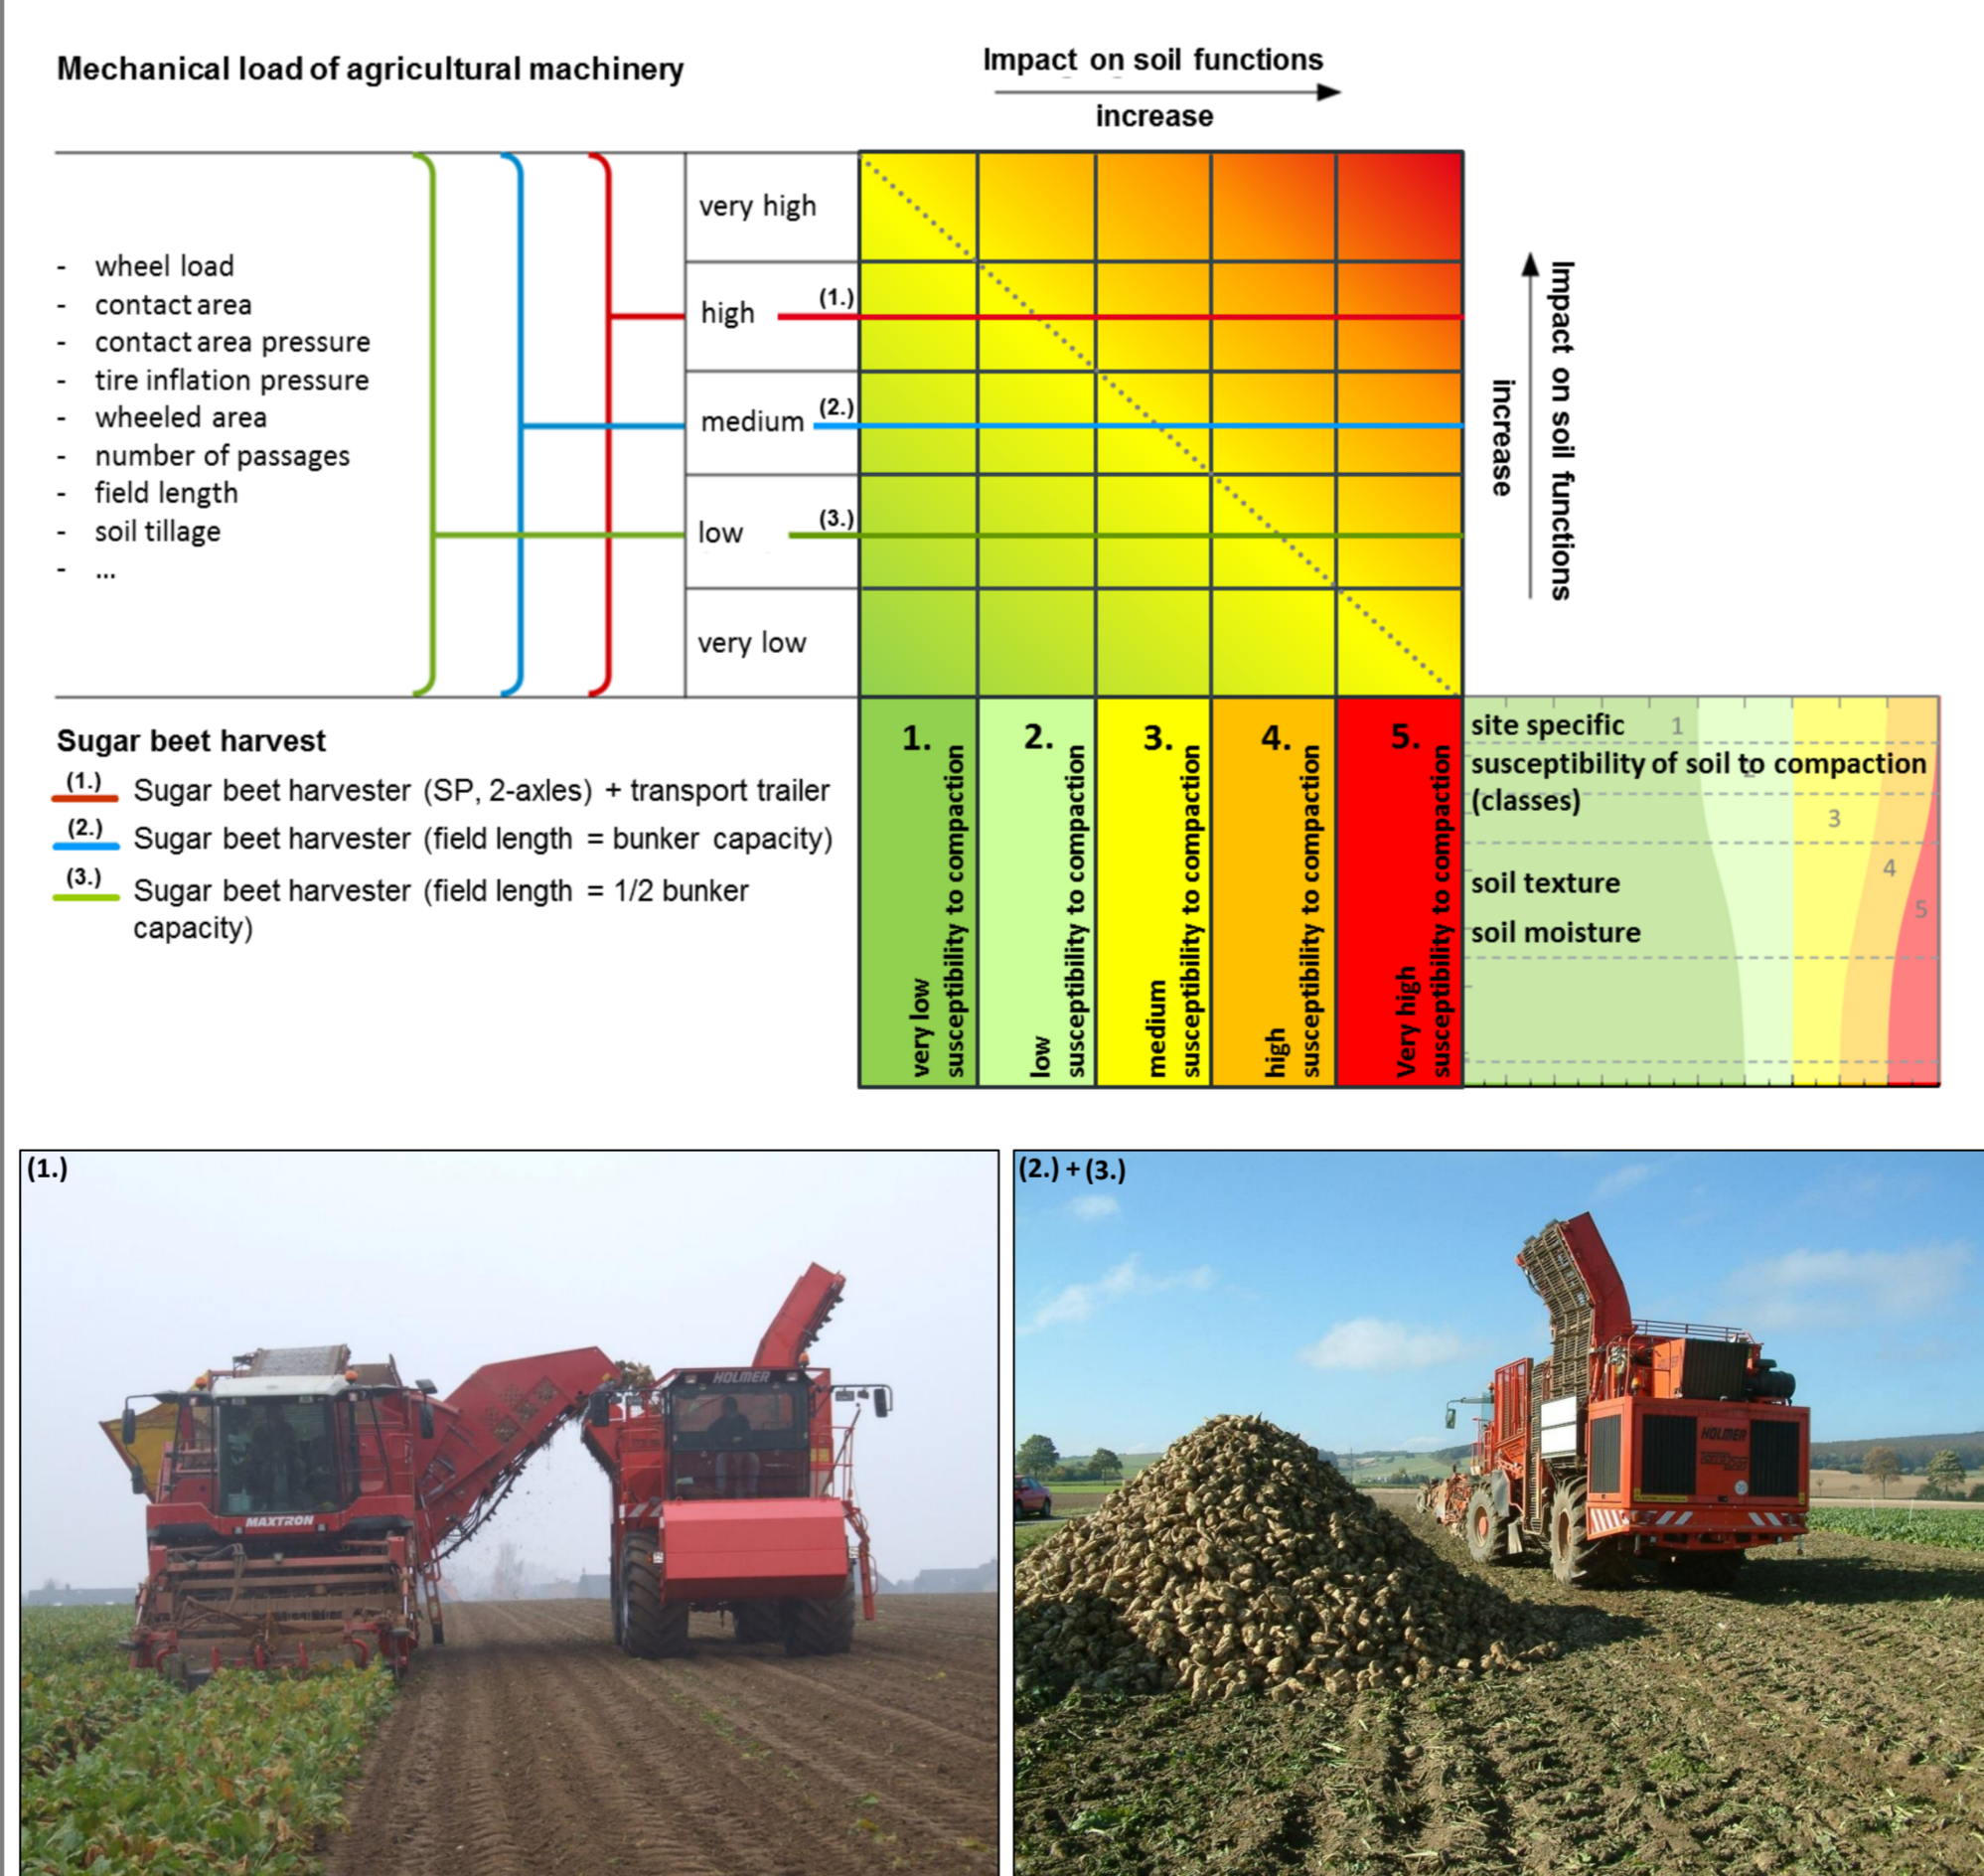 Mechanical load of agricultural machinery
Impact on soil functions
increase
- wheel load
- contact area
- contact area pressure
- tire inflation pressure
- wheeled area
- number of passages
- field length
- soil tillage
- ...
very high
high (1.)
medium (2.)
low (3.)
very low
Impact on soil functions
increase
Sugar beet harvest
(1.) Sugar beet harvester (SP, 2-axles) + transport trailer
(2.) Sugar beet harvester (field length = bunker capacity)
(3.) Sugar beet harvester (field length = 1/2 bunker
capacity)
1.
very low
susceptibility to compaction
2.
low
susceptibility to compaction
3.
medium
susceptibility to compaction
4.
high
susceptibility to compaction
5.
Very high
susceptibility to compaction
site specific
susceptibility of soil to compaction
(classes)
soil texture
soil moisture
1
3
4
5
(1.)
HOLMER
MAXTRON
(2.) + (3.)
HOLMER